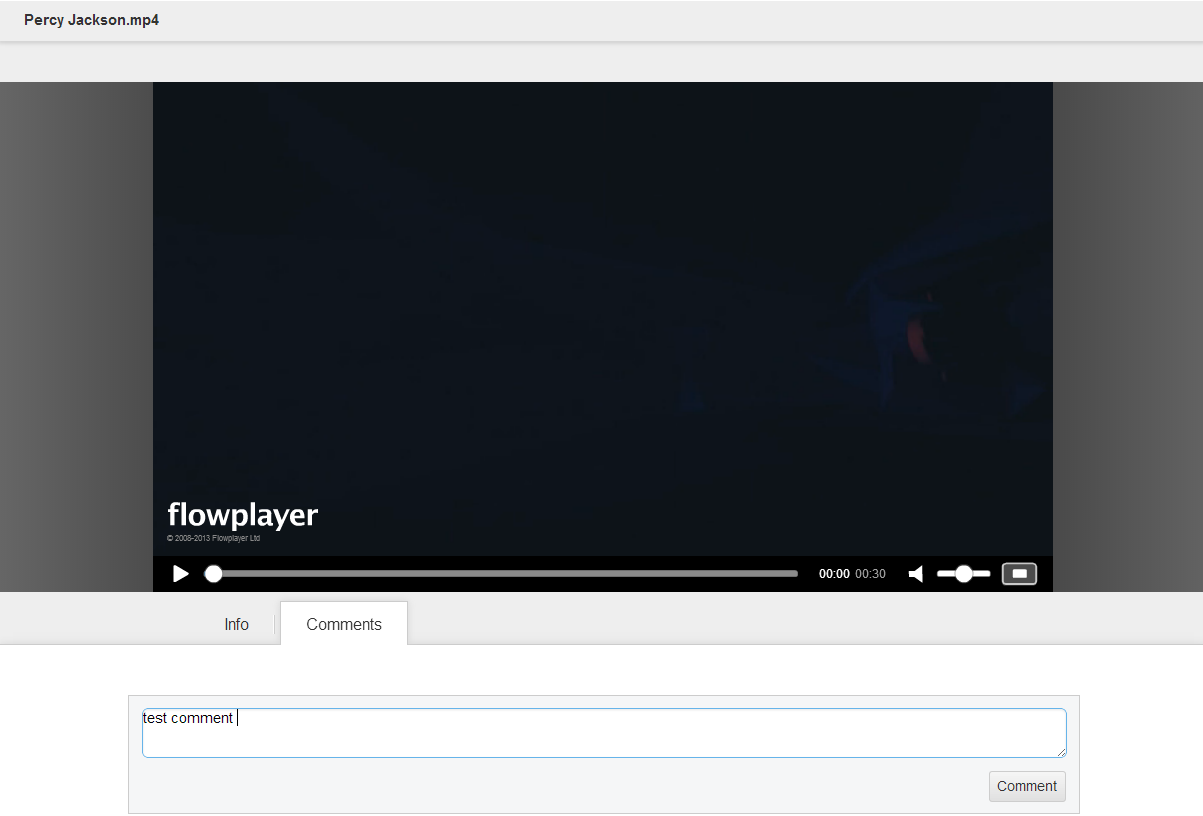 Percy Jackson.mp4
flowplayer
© 2008-2013 Flowplayer Ltd
00:00 00:30
Info Comments
test comment
Comment